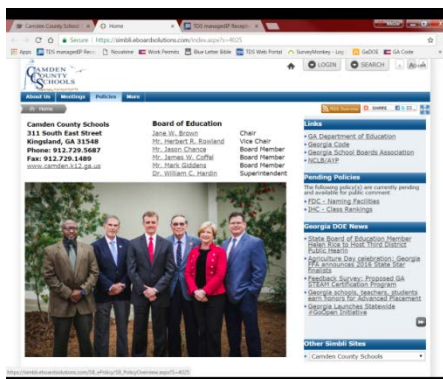 Camden County School
Home
TDS managedIP Recep
Secure
https://simbli.eboardsolutions.com/index.aspx?s=4025
Apps
TDS managedIP Rec
Novatime
Work Permits
Blue Letter Bible
TDS Web Portal
SurveyMonkey - Log
GaDOE
GA Code
CAMDEN
COUNTY
SCHOOLS
LOGIN
SEARCH
About Us Meetings Policies More
Home
SHARE
Camden County Schools
311 South East Street
Kingsland, GA 31548
Phone: 912.729.5687
Fax: 912.729.1489
www.camden.k12.ga.us
Board of Education
Jane W. Brown Chair
Mr. Herbert R. Rowland Vice Chair
Mr. Jason Chance Board Member
Mr. James W. Coffel Board Member
Mr. Mark Giddens Board Member
Dr. William C. Hardin Superintendent
Links
GA Department of Education
Georgia Code
Georgia School Boards Association
NCLB/AYP
Pending Policies
The following policy(s) are currently pending
and available for public comment
FDC - Naming Facilities
IHC - Class Rankings
Georgia DOE News
State Board of Education Member
Helen Rice to Host Third District
Public Hearin
Agriculture Day celebration: Georgia
FFA announces 2016 State Star
Finalists
Feedback Survey: Proposed GA
STEAM Certification Program
Georgia schools, teachers, students
earn honors for Advanced Placement
Georgia Launches Statewide
#GoOpen Initiative
Other Simbli Sites
Camden County Schools
https://simbli.eboardsolutions.com/SB_ePolicy/SB_PolicyOverview.aspx?S=4025